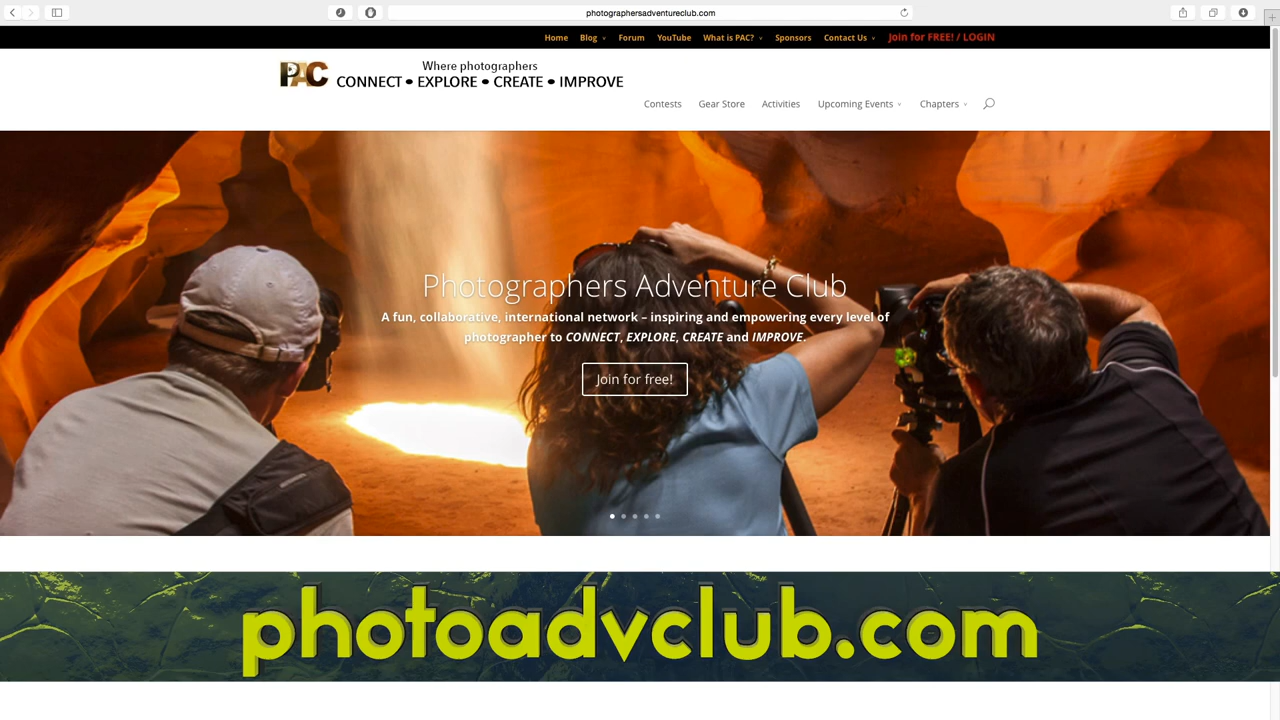 photographersadventureclub.com
Home Blog Forum YouTube What is PAC? Sponsors Contact Us Join for FREE! / LOGIN
PAC
Where photographers
CONNECT • EXPLORE • CREATE • IMPROVE
Contests Gear Store Activities Upcoming Events Chapters
Photographers Adventure Club
A fun, collaborative, international network – inspiring and empowering every level of
photographer to CONNECT, EXPLORE, CREATE and IMPROVE.
Join for free!
photoadvclub.com